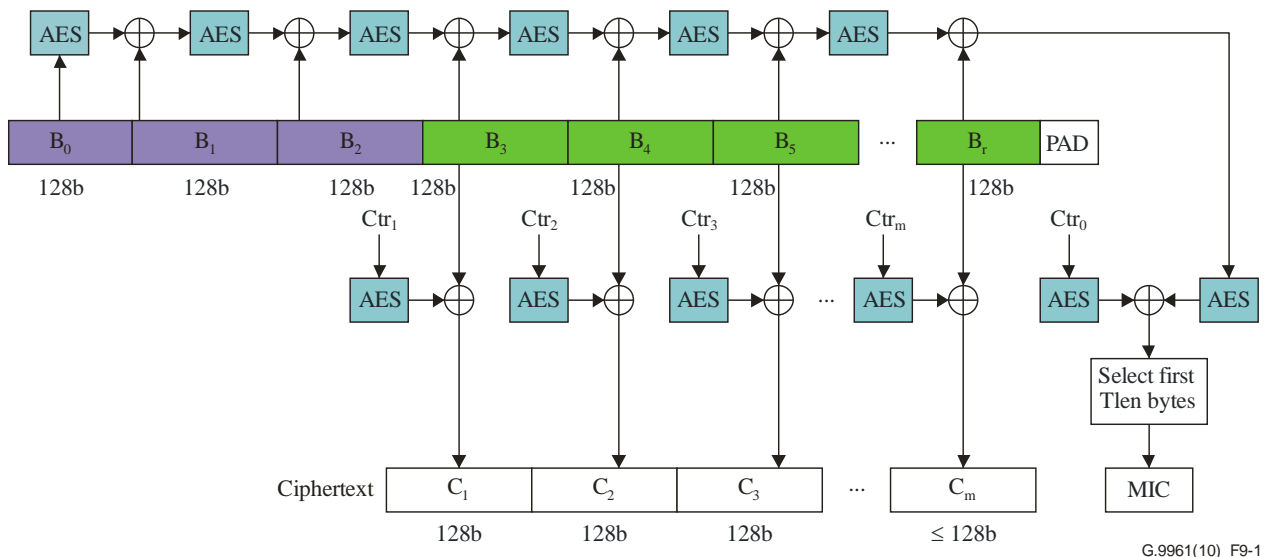 AES AES AES AES AES AES
B₀ B₁ B₂ B₃ B₄ B₅ ... Bᵣ PAD
128b 128b 128b 128b 128b 128b 128b
Ctr₁ Ctr₂ Ctr₃ Ctrₘ Ctr₀
AES AES AES ... AES AES AES
Select first
Tlen bytes
Ciphertext C₁ C₂ C₃ ... Cₘ MIC
128b 128b 128b ≤ 128b
G.9961(10)_F9-1